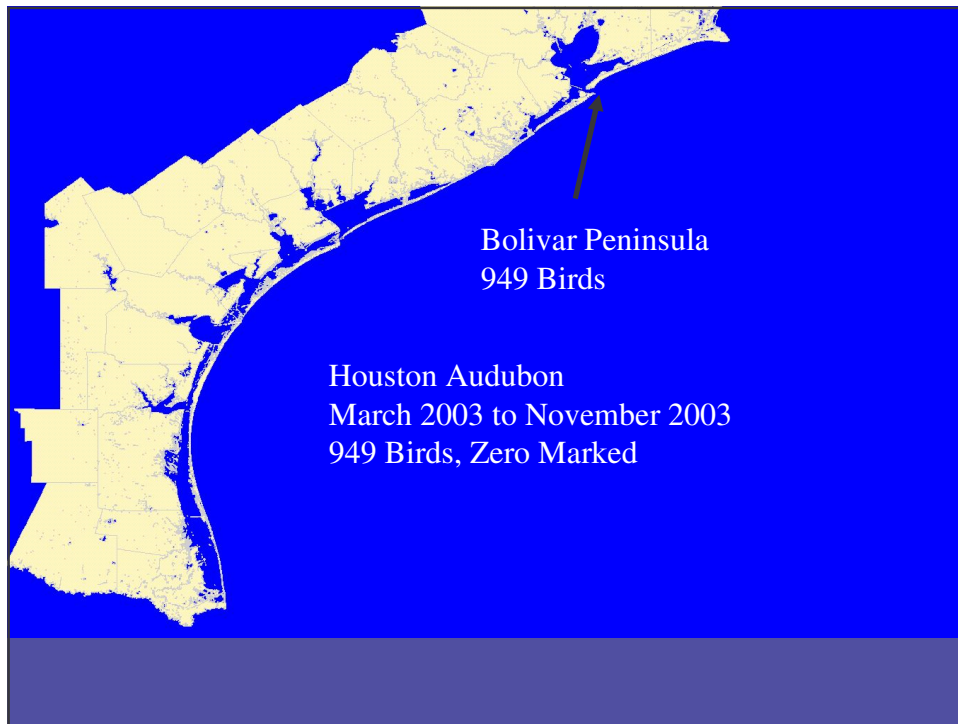 Bolivar Peninsula
949 Birds
Houston Audubon
March 2003 to November 2003
949 Birds, Zero Marked